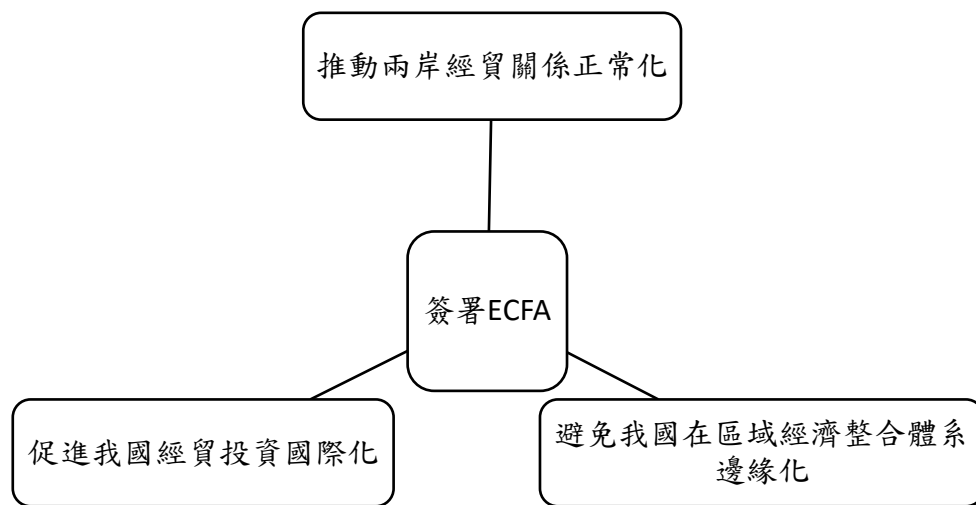 推動兩岸經貿關係正常化
簽署ECFA
促進我國經貿投資國際化
避免我國在區域經濟整合體系
邊緣化